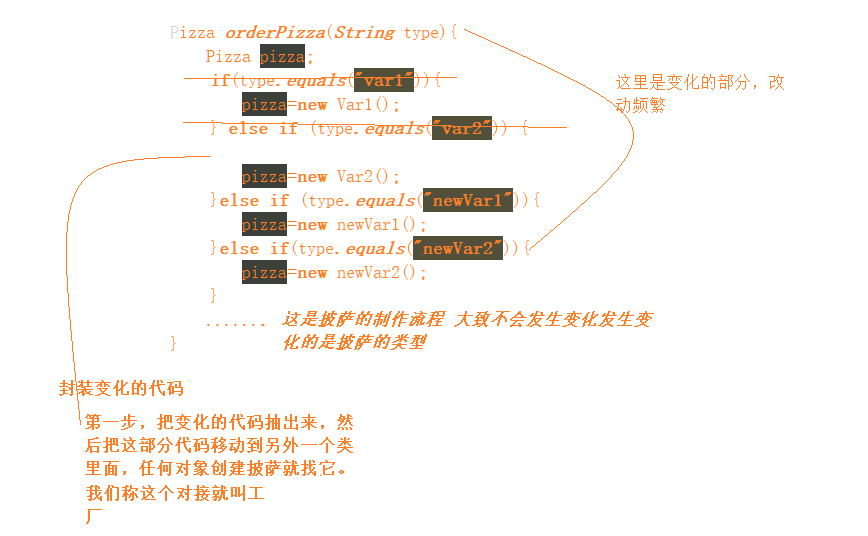 Pizza orderPizza(String type){
Pizza pizza;
if(type.equals("var1")){
这里是变化的部分，改
动频繁
pizza=new Var1();
} else if (type.equals("var2")) {
pizza=new Var2();
}else if (type.equals("newVar1")){
pizza=new newVar1();
}else if(type.equals("newVar2")){
pizza=new newVar2();
}
....... 这是披萨的制作流程 大致不会发生变化发生变
化的是披萨的类型
}
封装变化的代码
第一步，把变化的代码抽出来，然
后把这部分代码移动到另外一个类
里面，任何对象创建披萨就找它。
我们称这个对接就叫工
厂